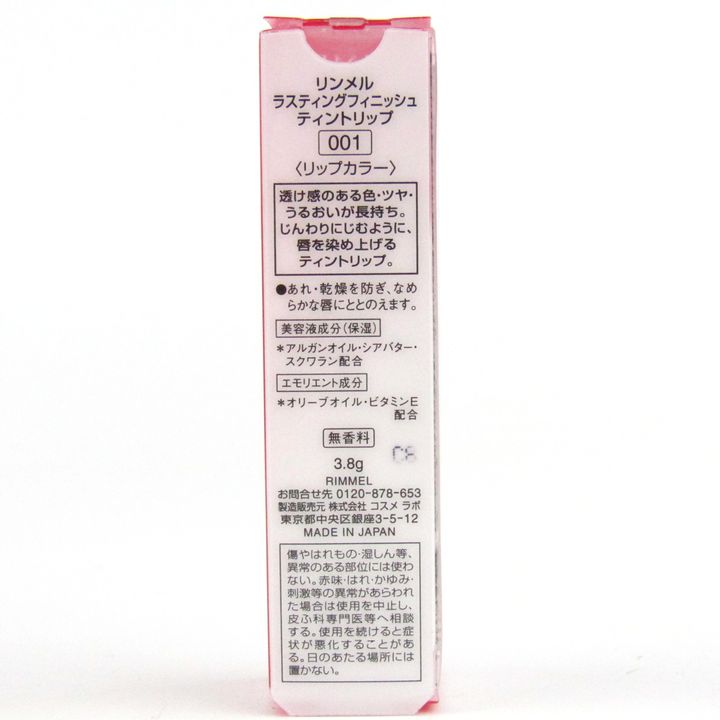 リンメル
ラスティングフィニッシュ
ティントリップ
001
〈リップカラー〉
透け感のある色・ツヤ・
うるおいが長持ち。
じんわりにじむように、
唇を染め上げる
ティントリップ。
●あれ・乾燥を防ぎ、なめ
らかな唇にととのえます。
美容液成分(保湿)
*アルガンオイル・シアバター・
スクワラン配合
エモリエント成分
*オリーブオイル・ビタミンE
配合
無香料
3.8g
RIMMEL
お問合せ先 0120-878-653
製造販売元 株式会社 コスメ ラボ
東京都中央区銀座3-5-12
MADE IN JAPAN
傷やはれもの・湿しん等、
異常のある部位には使わ
ない。赤味・はれ・かゆみ・
刺激等の異常があらわれ
た場合は使用を中止し、
皮ふ科専門医等へ相談
する。使用を続けると症
状が悪化することがあ
る。日のあたる場所には
置かない。